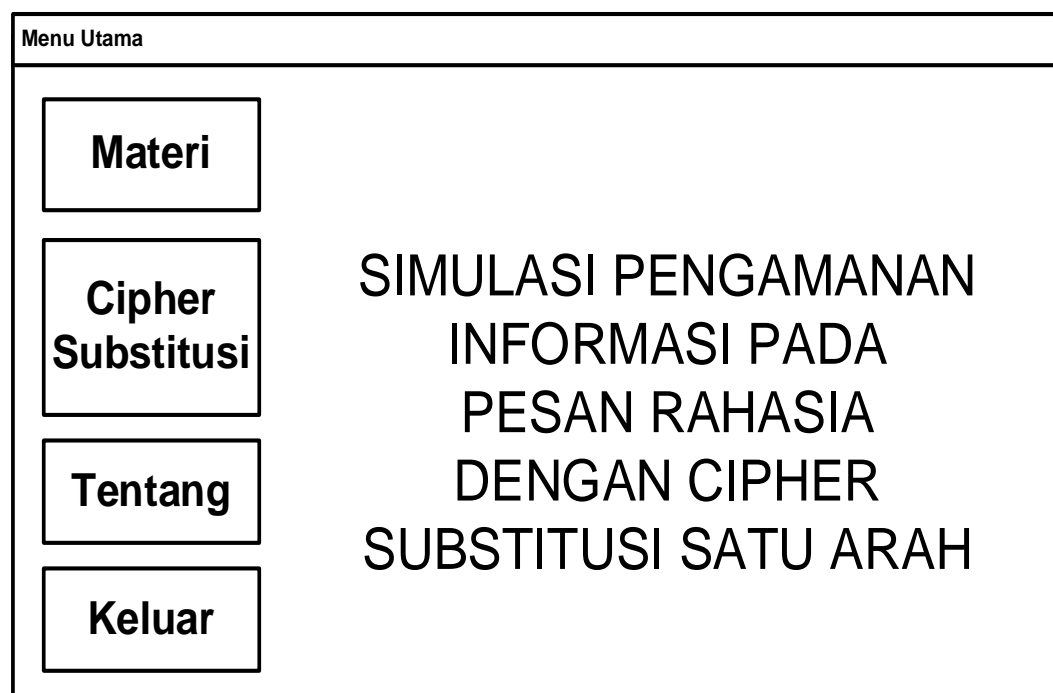 Menu Utama
Materi
Cipher
Substitusi
Tentang
Keluar
SIMULASI PENGAMANAN
INFORMASI PADA
PESAN RAHASIA
DENGAN CIPHER
SUBSTITUSI SATU ARAH